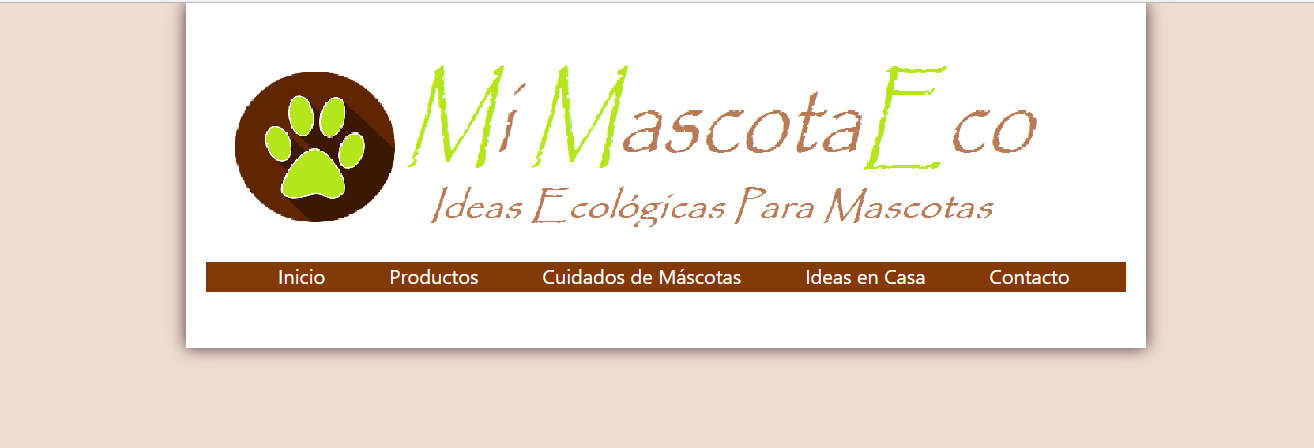 Mi MascotaEco
Ideas Ecológicas Para Mascotas
Inicio Productos Cuidados de Máscotas Ideas en Casa Contacto